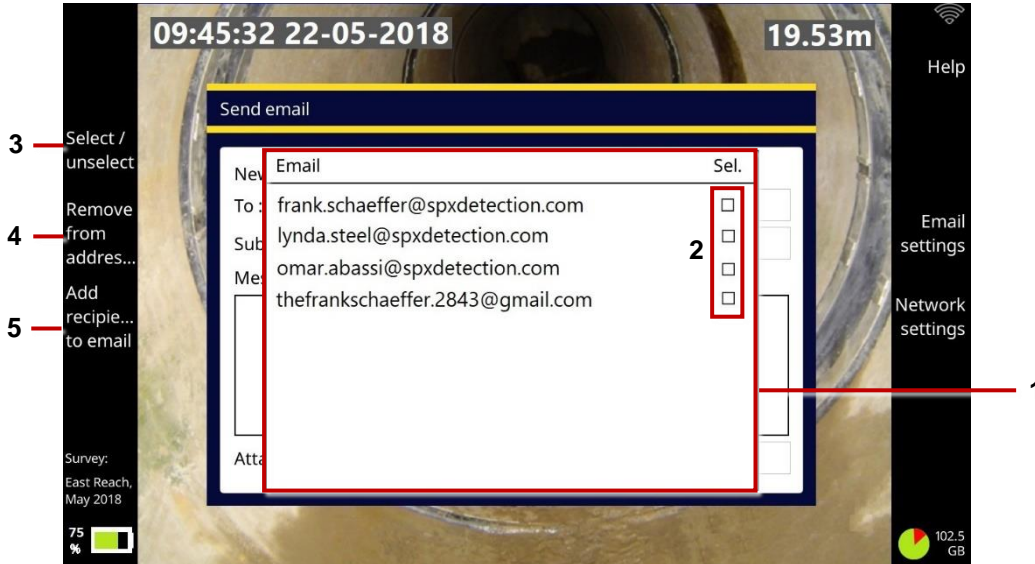 09:45:32 22-05-2018
19.53m
Help
Send email
3
Select /
unselect
Email
Sel.
To :
frank.schaeffer@spxdetection.com
Remove
4
from
addres...
Sub
lynda.steel@spxdetection.com
2
Email
settings
Mes
omar.abassi@spxdetection.com
Add
5
recipie...
to email
thefrankschaeffer.2843@gmail.com
Network
settings
1
Atta
Survey:
East Reach,
May 2018
75
%
102.5
GB